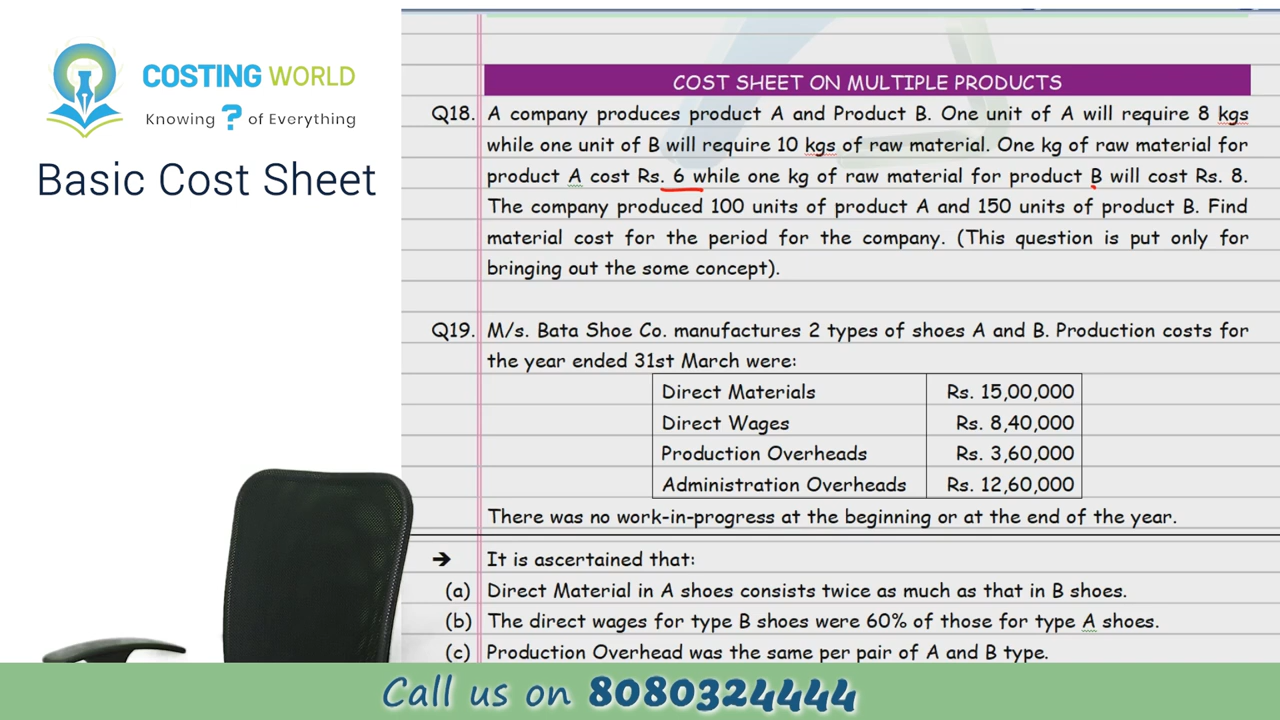 COSTING WORLD
Knowing ? of Everything
Basic Cost Sheet
COST SHEET ON MULTIPLE PRODUCTS
Q18. A company produces product A and Product B. One unit of A will require 8 kgs
while one unit of B will require 10 kgs of raw material. One kg of raw material for
product A cost Rs. 6 while one kg of raw material for product B will cost Rs. 8.
The company produced 100 units of product A and 150 units of product B. Find
material cost for the period for the company. (This question is put only for
bringing out the some concept).
Q19. M/s. Bata Shoe Co. manufactures 2 types of shoes A and B. Production costs for
the year ended 31st March were:
Direct Materials Rs. 15,00,000
Direct Wages Rs. 8,40,000
Production Overheads Rs. 3,60,000
Administration Overheads Rs. 12,60,000
There was no work-in-progress at the beginning or at the end of the year.
➔ It is ascertained that:
(a) Direct Material in A shoes consists twice as much as that in B shoes.
(b) The direct wages for type B shoes were 60% of those for type A shoes.
(c) Production Overhead was the same per pair of A and B type.
Call us on 8080324444